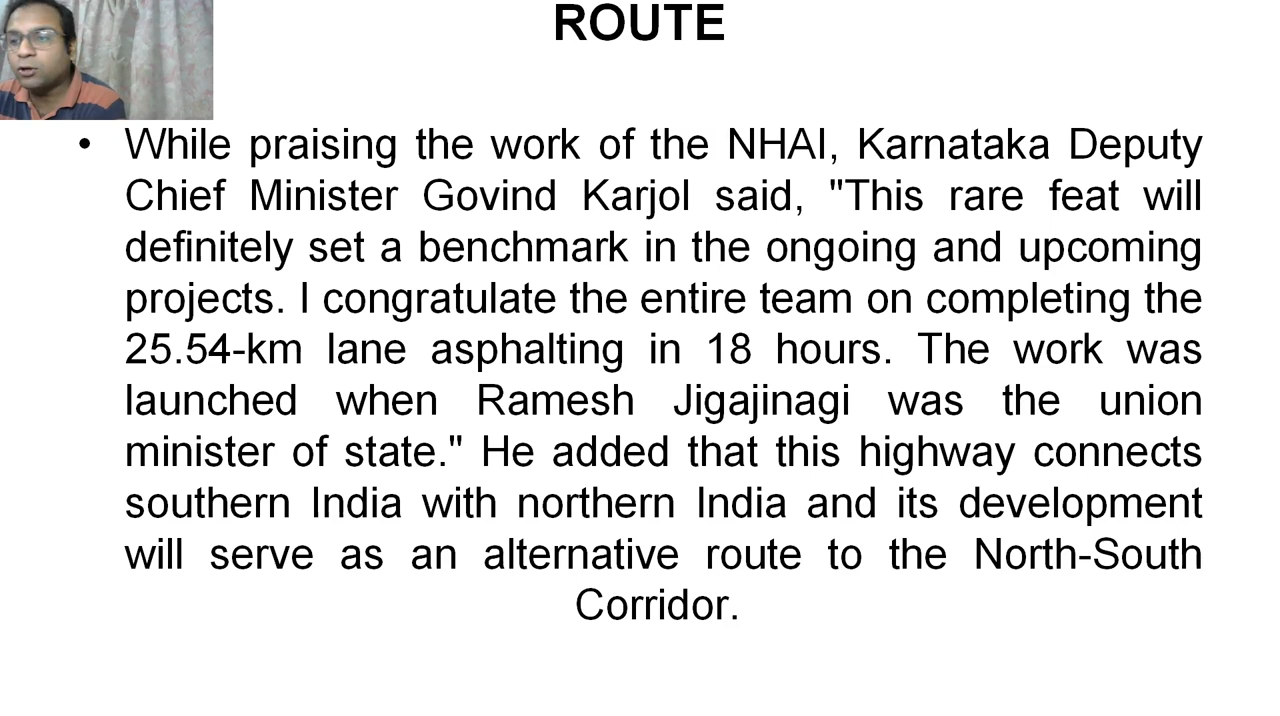 ROUTE
• While praising the work of the NHAI, Karnataka Deputy
Chief Minister Govind Karjol said, "This rare feat will
definitely set a benchmark in the ongoing and upcoming
projects. I congratulate the entire team on completing the
25.54-km lane asphalting in 18 hours. The work was
launched when Ramesh Jigajinagi was the union
minister of state." He added that this highway connects
southern India with northern India and its development
will serve as an alternative route to the North-South
Corridor.